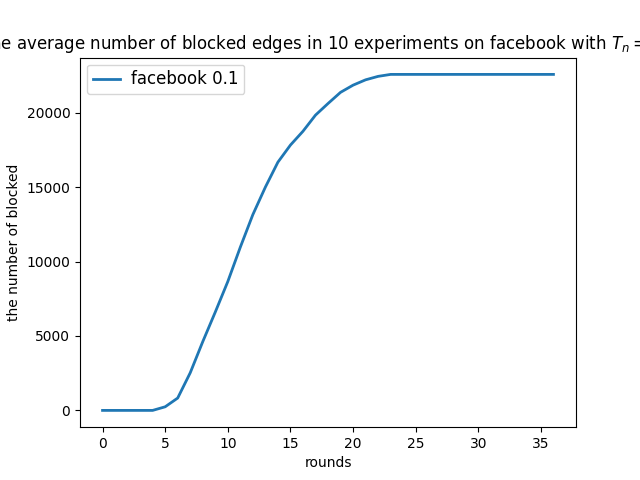 e average number of blocked edges in 10 experiments on facebook with Tₙ =
facebook 0.1
the number of blocked
20000
15000
10000
5000
0
0 5 10 15 20 25 30 35
rounds